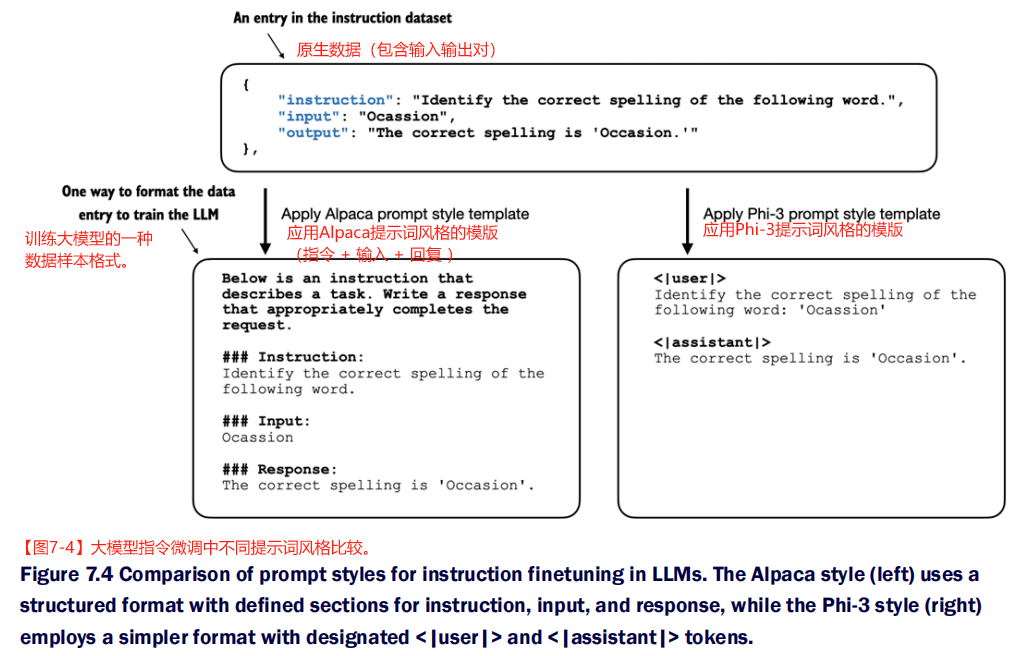 An entry in the instruction dataset
原生数据（包含输入输出对）
{
"instruction": "Identify the correct spelling of the following word.",
"input": "Ocassion",
"output": "The correct spelling is 'Occasion.'"
},
One way to format the data
entry to train the LLM
训练大模型的一种
数据样本格式。
Apply Alpaca prompt style template
应用Alpaca提示词风格的模版
（指令 + 输入 + 回复 ）
Apply Phi-3 prompt style template
应用Phi-3提示词风格的模版
Below is an instruction that
describes a task. Write a response
that appropriately completes the
request.
### Instruction:
Identify the correct spelling of the
following word.
### Input:
Ocassion
### Response:
The correct spelling is 'Occasion'.
<|user|>
Identify the correct spelling of the
following word: 'Ocassion'
<|assistant|>
The correct spelling is 'Occasion'.
【图7-4】大模型指令微调中不同提示词风格比较。
Figure 7.4 Comparison of prompt styles for instruction finetuning in LLMs. The Alpaca style (left) uses a
structured format with defined sections for instruction, input, and response, while the Phi-3 style (right)
employs a simpler format with designated <|user|> and <|assistant|> tokens.